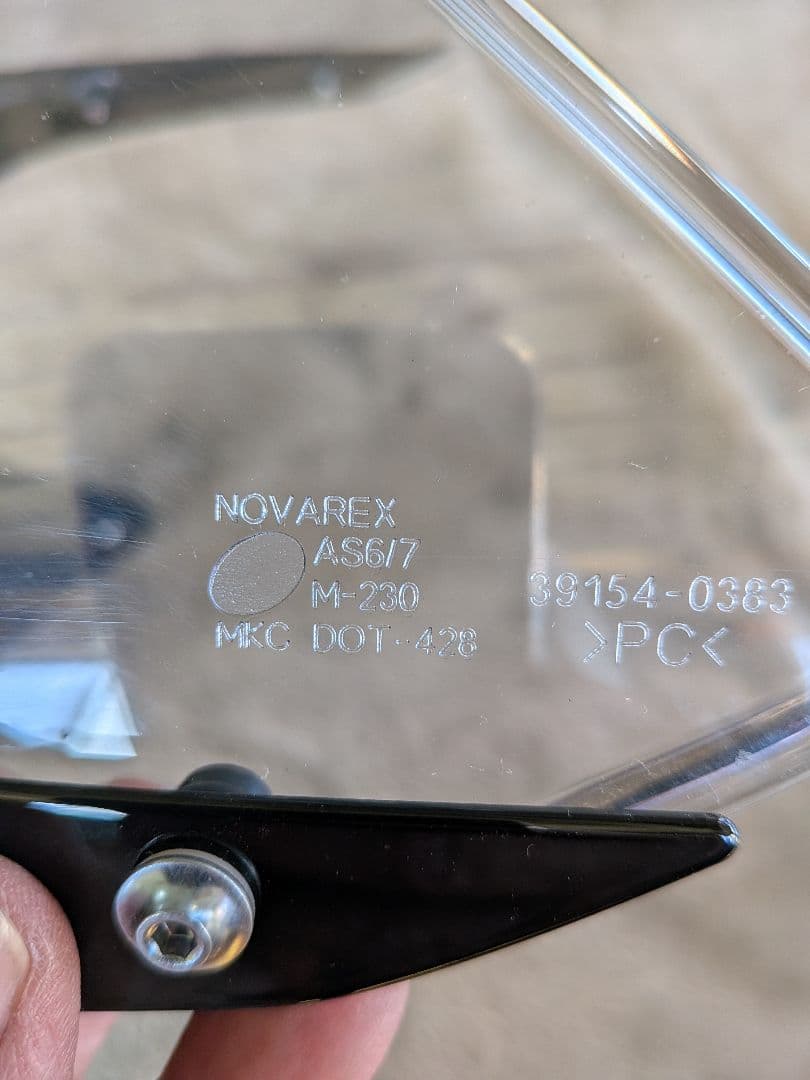 NOVAREX
AS6/7
M-230
MKC DOT-428
39154-0383
>PC<